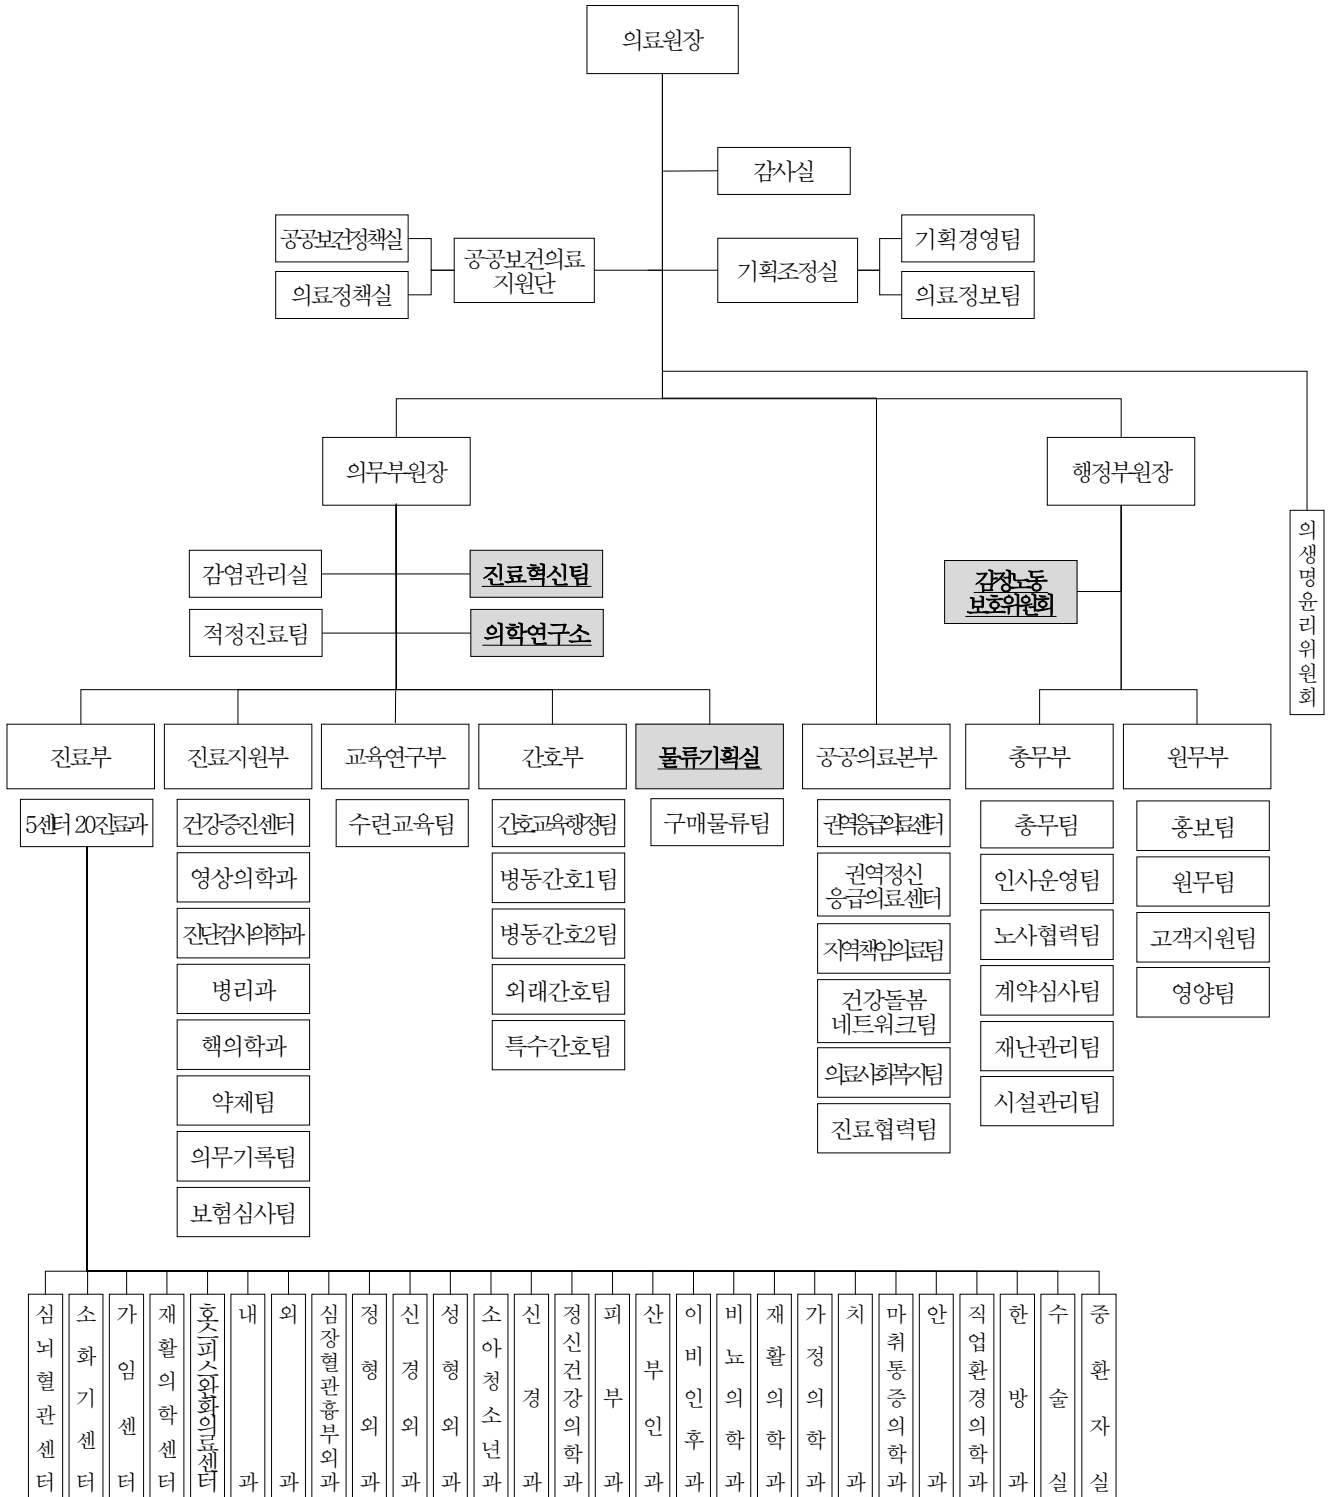 의료원장
감사실
공공보건정책실
의료정책실
공공보건의료
지원단
기획조정실
기획경영팀
의료정보팀
의무부원장
행정부원장
의생명윤리위원회
감염관리실
진료혁신팀
적정진료팀
의학연구소
감정노동
보호위원회
진료부
진료지원부
교육연구부
간호부
물류기획실
공공의료본부
총무부
원무부
5센터 20진료과
건강증진센터
영상의학과
진단검사의학과
병리과
핵의학과
약제팀
의무기록팀
보험심사팀
수련교육팀
간호교육행정팀
병동간호1팀
병동간호2팀
외래간호팀
특수간호팀
구매물류팀
권역응급의료센터
권역정신
응급의료센터
지역책임의료팀
건강돌봄
네트워크팀
의료사회복지팀
진료협력팀
총무팀
인사운영팀
노사협력팀
계약심사팀
재난관리팀
시설관리팀
홍보팀
원무팀
고객지원팀
영양팀
심뇌혈관센터
소화기센터
가임센터
재활의학센터
호스피스완화의료센터
내과
외과
심장혈관흉부외과
정형외과
신경외과
성형외과
소아청소년과
신경과
정신건강의학과
피부과
산부인과
이비인후과
비뇨의학과
재활의학과
가정의학과
치과
마취통증의학과
안과
직업환경의학과
한방과
수술실
중환자실